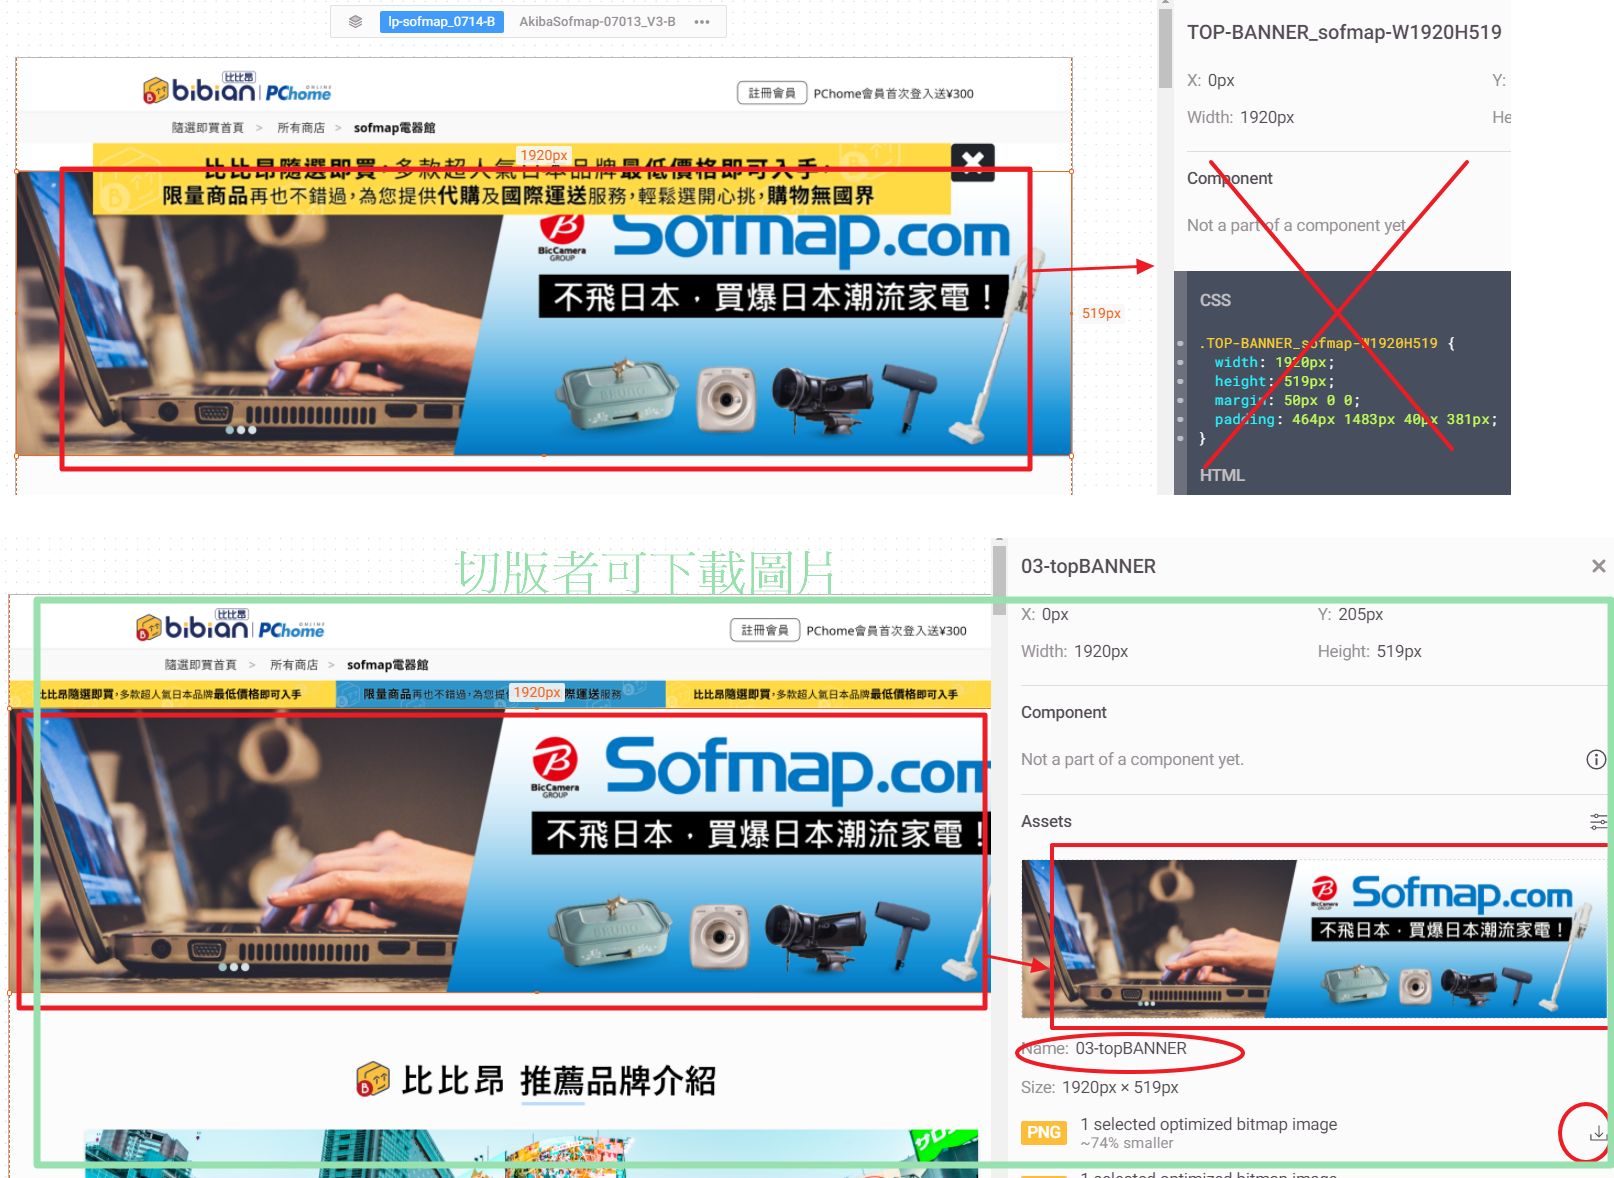 lp-sofmap_0714-B AkibaSofmap-07013_V3-B •••
比比昂
bibian PChome ONLINE
註冊會員 PChome會員首次登入送¥300
隨選即買首頁 > 所有商店 > sofmap電器館
1920px
比比昂隨選即買,多款超人氣日本品牌最低價格即可入手,
限量商品再也不錯過,為您提供代購及國際運送服務,輕鬆選開心挑,購物無國界
B
BicCamera
GROUP
Sofmap.com
不飛日本,買爆日本潮流家電!
519px
BRUNO
TOP-BANNER_sofmap-W1920H519
X: 0px Y:
Width: 1920px He
Component
Not a part of a component yet.
CSS
.TOP-BANNER_sofmap-W1920H519 {
width: 1920px;
height: 519px;
margin: 50px 0 0;
padding: 464px 1483px 40px 381px;
}
HTML
切版者可下載圖片
比比昂
bibian PChome ONLINE
註冊會員 PChome會員首次登入送¥300
隨選即買首頁 > 所有商店 > sofmap電器館
比比昂隨選即買,多款超人氣日本品牌最低價格即可入手
限量商品再也不錯過,為您提 1920px 際運送服務
比比昂隨選即買,多款超人氣日本品牌最低價格即可入手
B
BicCamera
GROUP
Sofmap.com
不飛日本,買爆日本潮流家電!
BRUNO
比比昂 推薦品牌介紹
サロン
03-topBANNER
X: 0px Y: 205px
Width: 1920px Height: 519px
Component
Not a part of a component yet.
Assets
B
BicCamera
GROUP
Sofmap.com
不飛日本,買爆日本潮流家電!
Name: 03-topBANNER
Size: 1920px × 519px
PNG 1 selected optimized bitmap image
~74% smaller
1 selected optimized bitmap image